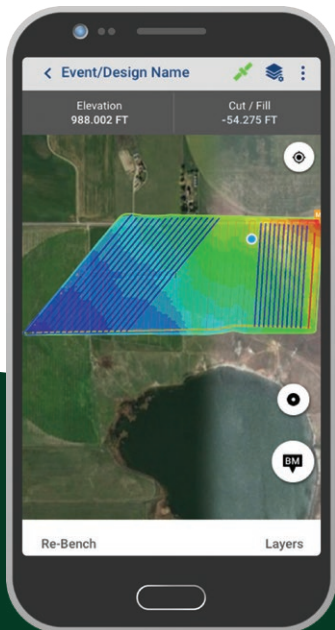 Event/Design Name
Elevation
988.002 FT
Cut / Fill
-54.275 FT
BM
Re-Bench
Layers